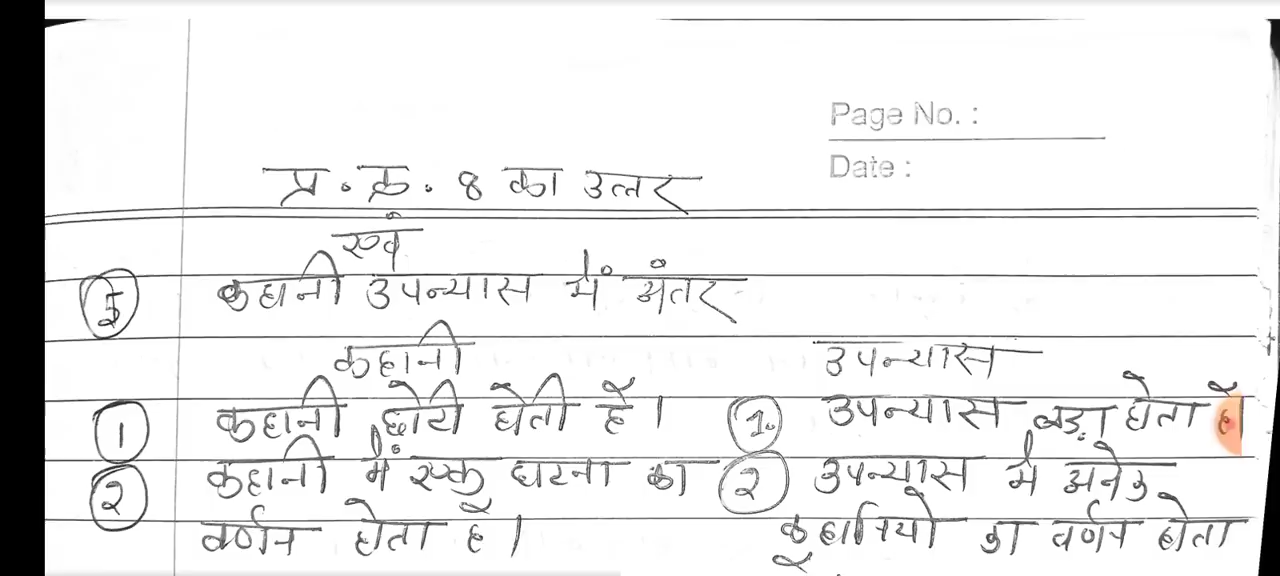 Page No. :
Date :
प्र. क्र. 8 का उत्तर
एवं
कहानी उपन्यास में अंतर
कहानी उपन्यास
① कहानी छोटी होती है। ① उपन्यास बड़ा होता है।
② कहानी में एक घटना का ② उपन्यास में अनेक
वर्णन होता है। कहानियो का वर्णन होता
है